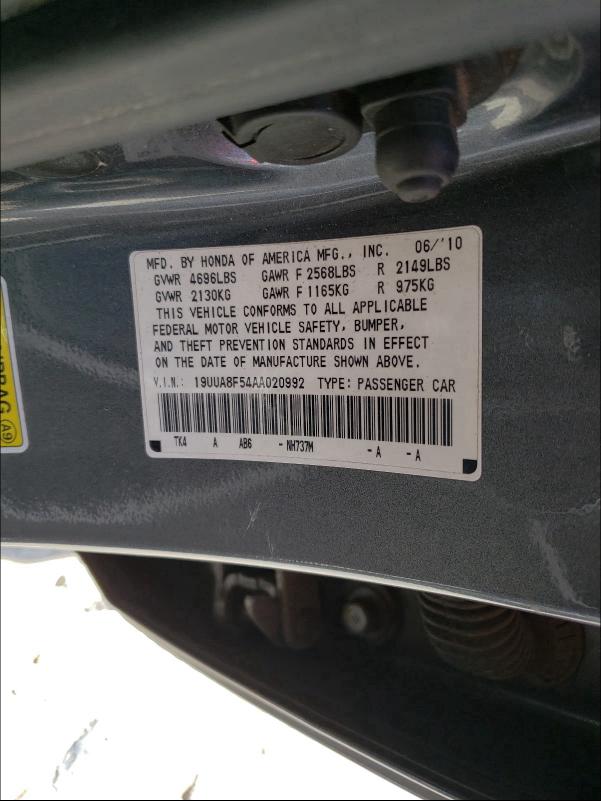 MFD. BY HONDA OF AMERICA MFG., INC. 06/'10
GVWR 4696LBS GAWR F 2568LBS R 2149LBS
GVWR 2130KG GAWR F 1165KG R 975KG
THIS VEHICLE CONFORMS TO ALL APPLICABLE
FEDERAL MOTOR VEHICLE SAFETY, BUMPER,
AND THEFT PREVENTION STANDARDS IN EFFECT
ON THE DATE OF MANUFACTURE SHOWN ABOVE.
V.I.N.: 19UUA8F54AA020992 TYPE: PASSENGER CAR
TK4 A AB6 - NH737M - A - A
A9